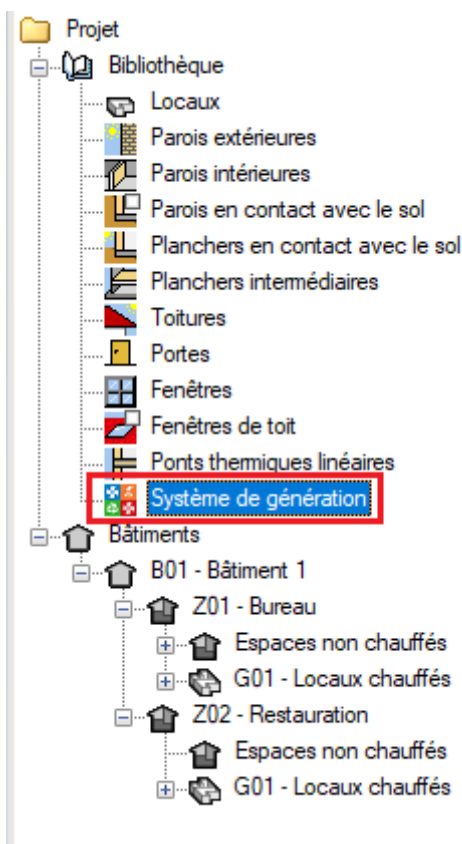 Projet
Bibliothèque
Locaux
Parois extérieures
Parois intérieures
Parois en contact avec le sol
Planchers en contact avec le sol
Planchers intermédiaires
Toitures
Portes
Fenêtres
Fenêtres de toit
Ponts thermiques linéaires
Système de génération
Bâtiments
B01 - Bâtiment 1
Z01 - Bureau
Espaces non chauffés
G01 - Locaux chauffés
Z02 - Restauration
Espaces non chauffés
G01 - Locaux chauffés